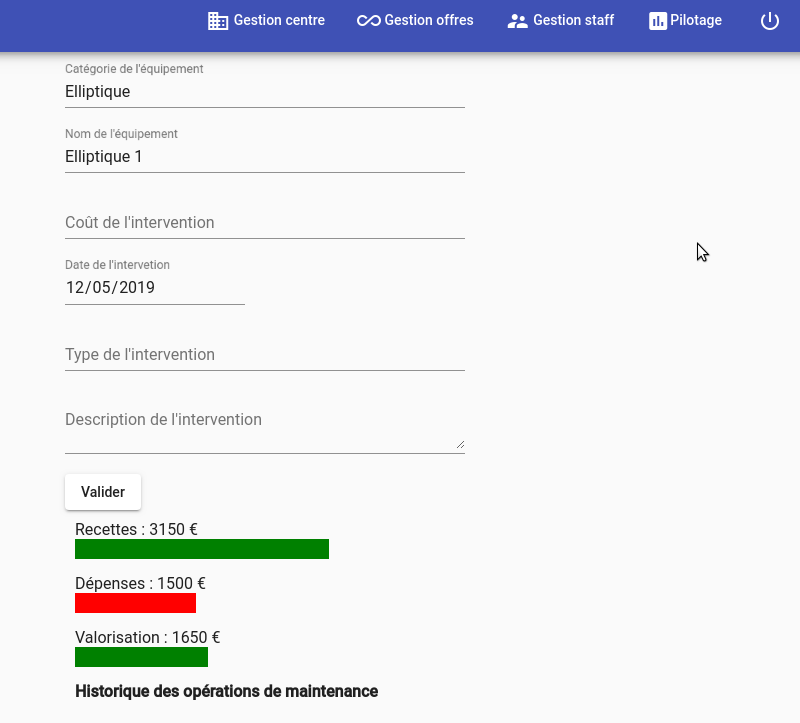 Gestion centre Gestion offres Gestion staff Pilotage
Catégorie de l'équipement
Elliptique
Nom de l'équipement
Elliptique 1
Coût de l'intervention
Date de l'intervetion
12/05/2019
Type de l'intervention
Description de l'intervention
Valider
Recettes : 3150 €
Dépenses : 1500 €
Valorisation : 1650 €
Historique des opérations de maintenance